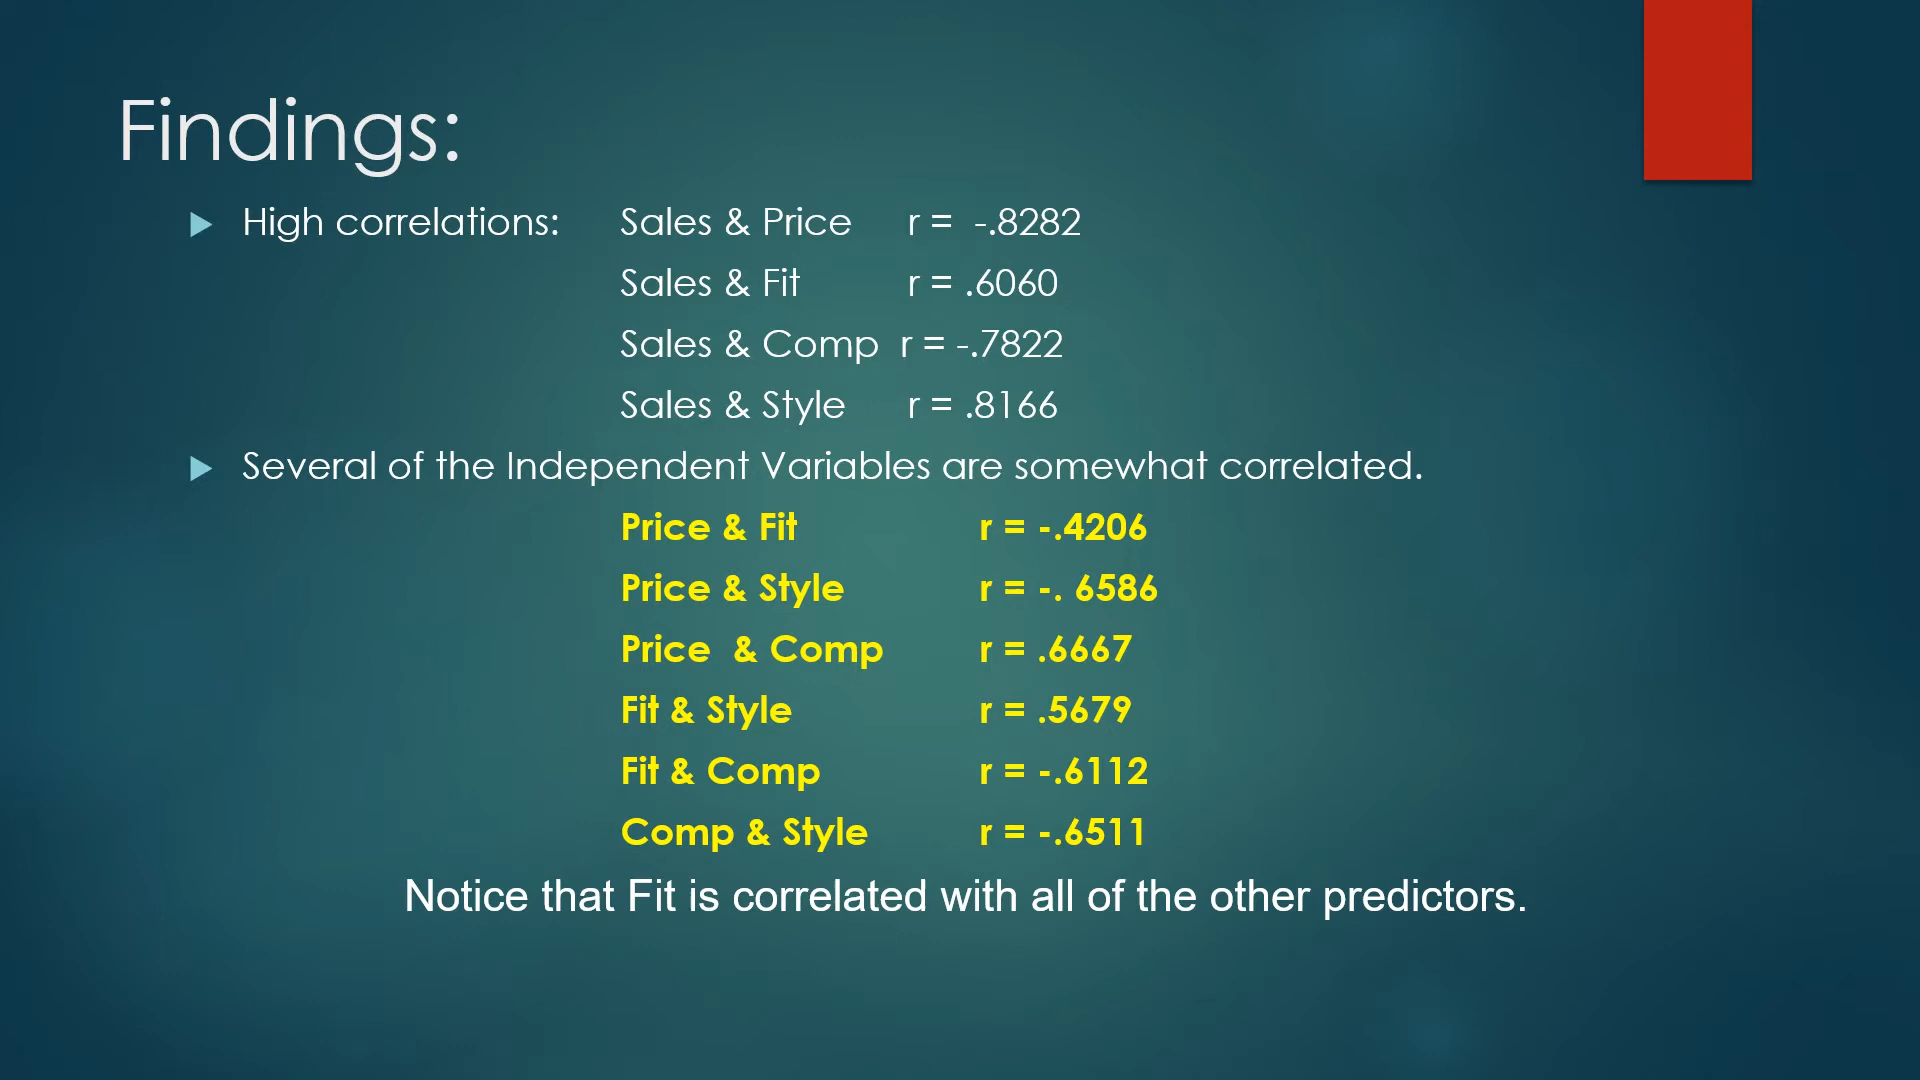 Findings:
High correlations: Sales & Price r = -.8282
Sales & Fit r = .6060
Sales & Comp r = -.7822
Sales & Style r = .8166
Several of the Independent Variables are somewhat correlated.
Price & Fit r = -.4206
Price & Style r = -. 6586
Price & Comp r = .6667
Fit & Style r = .5679
Fit & Comp r = -.6112
Comp & Style r = -.6511
Notice that Fit is correlated with all of the other predictors.